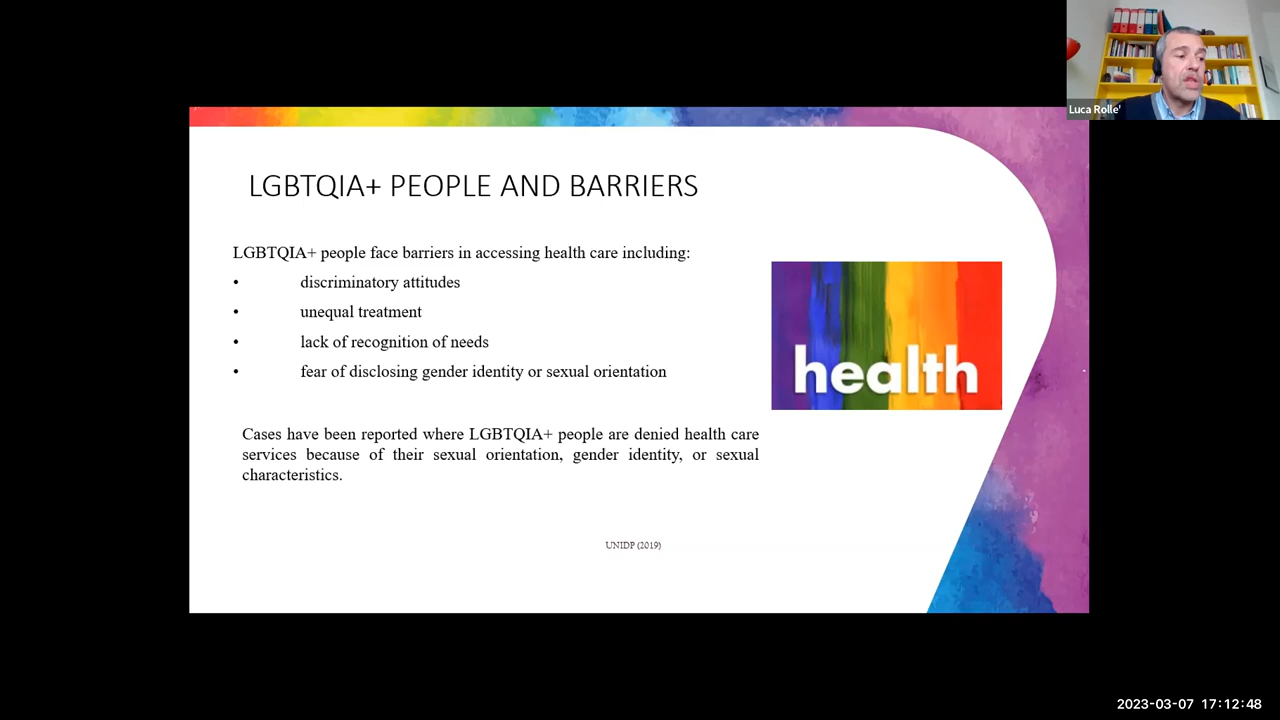 Luca Rolle'
LGBTQIA+ PEOPLE AND BARRIERS
LGBTQIA+ people face barriers in accessing health care including:
• discriminatory attitudes
• unequal treatment
• lack of recognition of needs
• fear of disclosing gender identity or sexual orientation
health
Cases have been reported where LGBTQIA+ people are denied health care
services because of their sexual orientation, gender identity, or sexual
characteristics.
UNIDP (2019)
2023-03-07 17:12:48